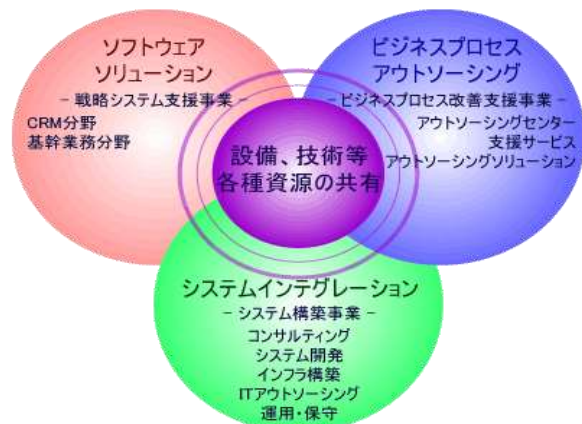 ソフトウェア
ソリューション
- 戦略システム支援事業 -
CRM分野
基幹業務分野
ビジネスプロセス
アウトソーシング
- ビジネスプロセス改善支援事業 -
アウトソーシングセンター
支援サービス
アウトソーシングソリューション
設備、技術等
各種資源の共有
システムインテグレーション
- システム構築事業 -
コンサルティング
システム開発
インフラ構築
ITアウトソーシング
運用・保守